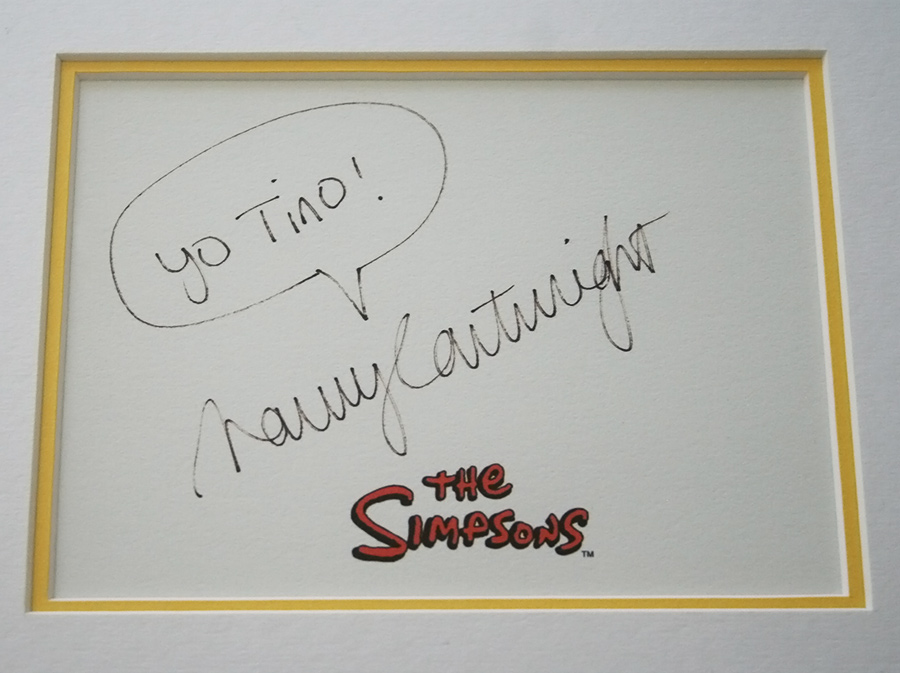 yo Tino!
Nancy Cartwright
THE
SIMPSONS
TM